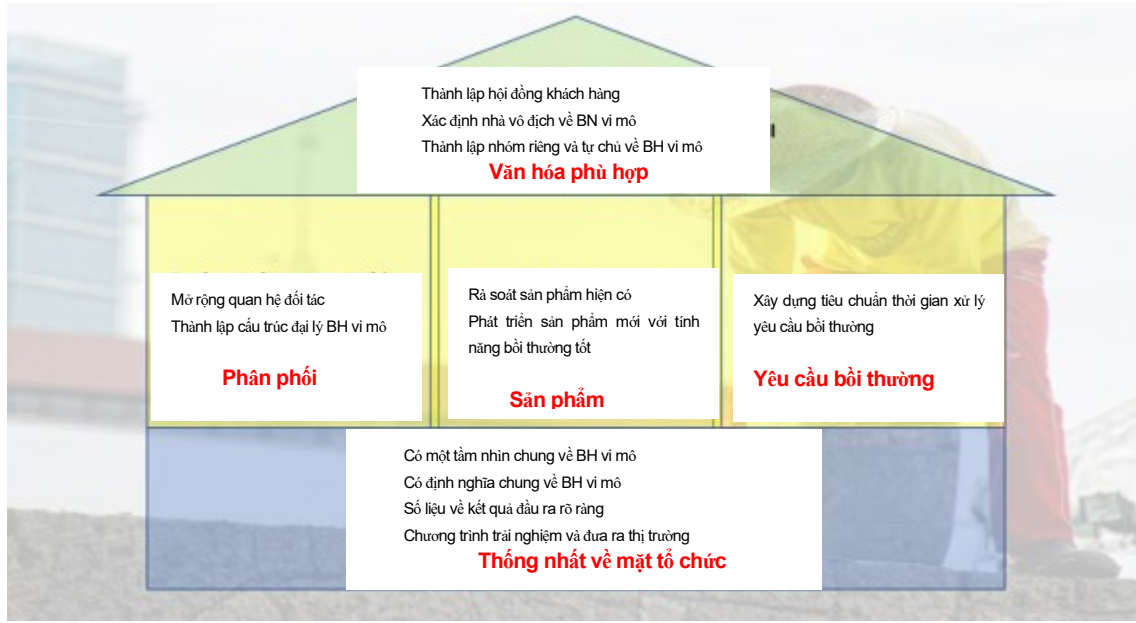 Thành lập hội đồng khách hàng
Xác định nhà vô địch về BN vi mô
Thành lập nhóm riêng và tự chủ về BH vi mô
Văn hóa phù hợp
Mở rộng quan hệ đối tác
Thành lập cấu trúc đại lý BH vi mô
Phân phối
Rà soát sản phẩm hiện có
Phát triển sản phẩm mới với tính
năng bồi thường tốt
Sản phẩm
Xây dựng tiêu chuẩn thời gian xử lý
yêu cầu bồi thường
Yêu cầu bồi thường
Có một tầm nhìn chung về BH vi mô
Có định nghĩa chung về BH vi mô
Số liệu về kết quả đầu ra rõ ràng
Chương trình trải nghiệm và đưa ra thị trường
Thống nhất về mặt tổ chức